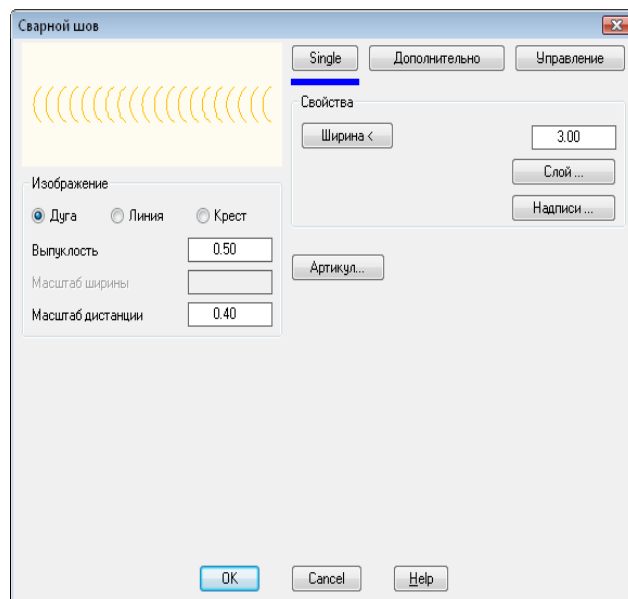 Сварной шов
Single Дополнительно Управление
Свойства
Ширина < 3.00
Слой ...
Надписи ...
Изображение
Дуга Линия Крест
Выпуклость 0.50
Масштаб ширины
Масштаб дистанции 0.40
Артикул...
OK Cancel Help